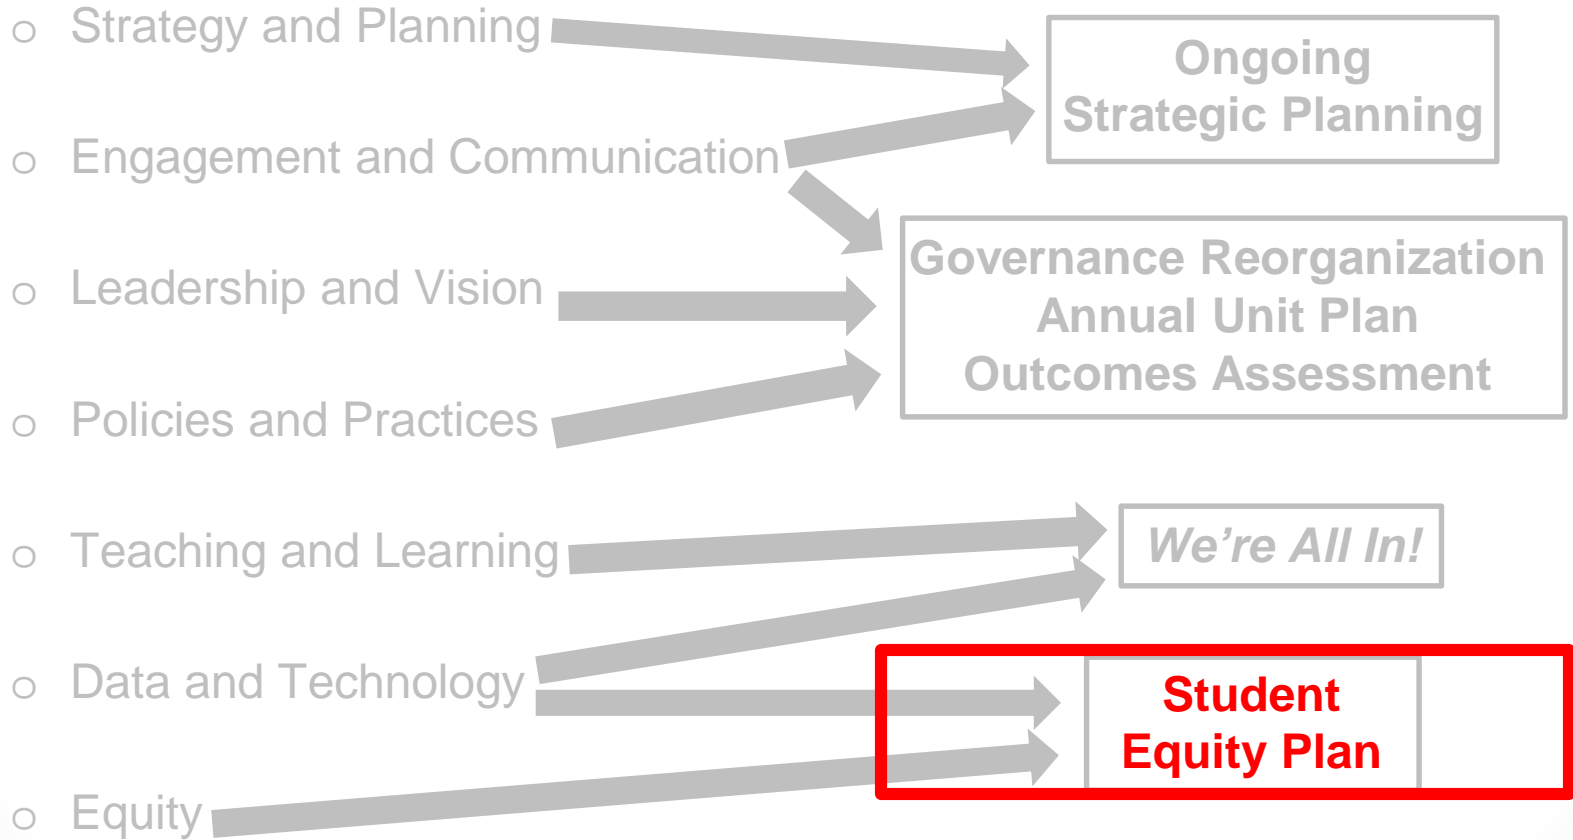 o Strategy and Planning
o Engagement and Communication
o Leadership and Vision
o Policies and Practices
o Teaching and Learning
o Data and Technology
o Equity
Ongoing
Strategic Planning
Governance Reorganization
Annual Unit Plan
Outcomes Assessment
We're All In!
Student
Equity Plan